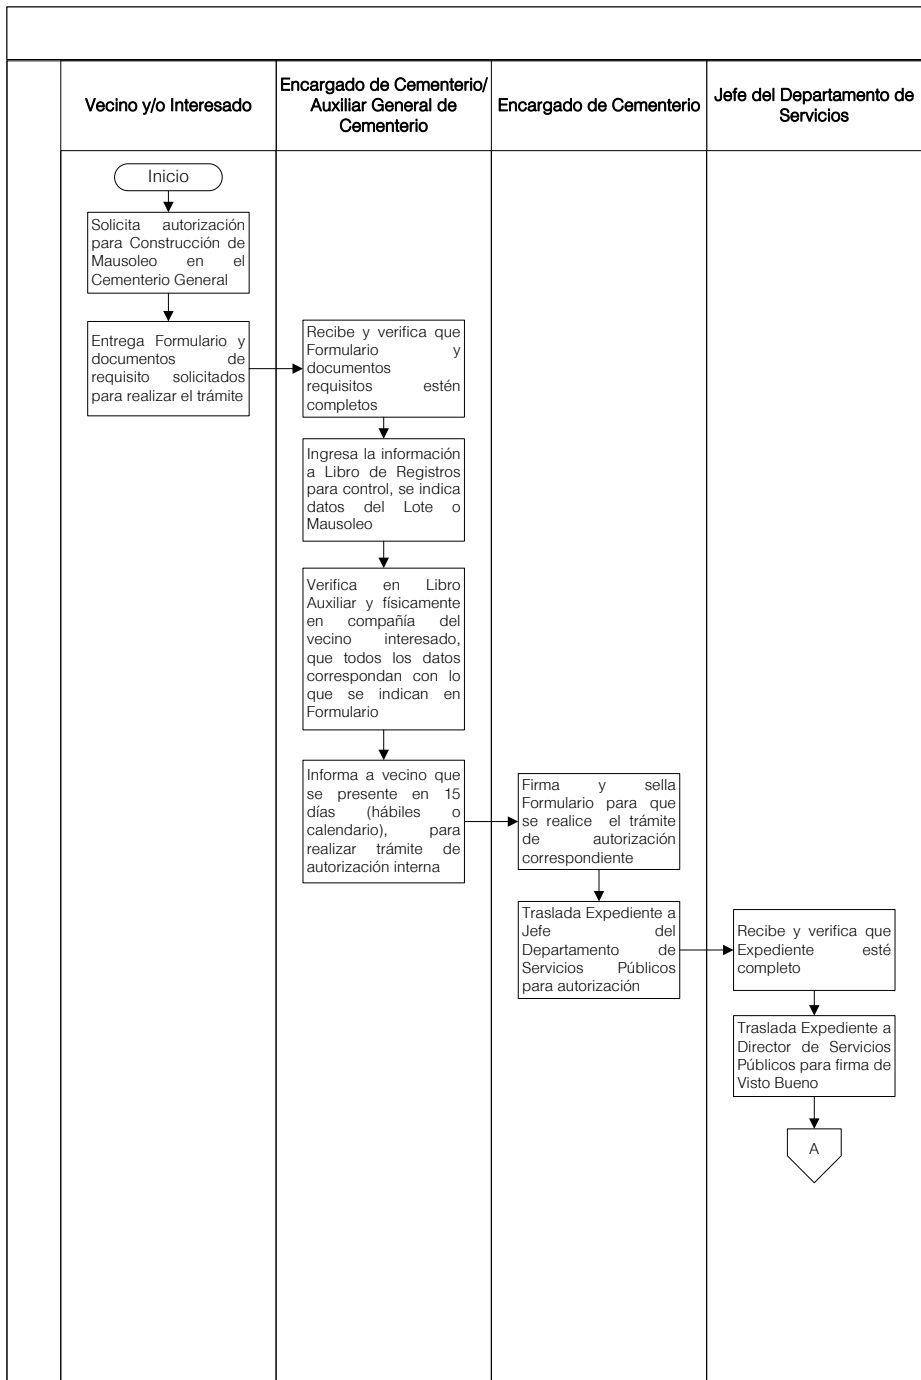 Vecino y/o Interesado
Encargado de Cementerio/
Auxiliar General de
Cementerio
Encargado de Cementerio
Jefe del Departamento de
Servicios
Inicio
Solicita autorización
para Construcción de
Mausoleo en el
Cementerio General
Entrega Formulario y
documentos de
requisito solicitados
para realizar el trámite
Recibe y verifica que
Formulario y
documentos
requisitos estén
completos
Ingresa la información
a Libro de Registros
para control, se indica
datos del Lote o
Mausoleo
Verifica en Libro
Auxiliar y físicamente
en compañía del
vecino interesado,
que todos los datos
correspondan con lo
que se indican en
Formulario
Informa a vecino que
se presente en 15
días (hábiles o
calendario), para
realizar trámite de
autorización interna
Firma y sella
Formulario para que
se realice el trámite
de autorización
correspondiente
Traslada Expediente a
Jefe del
Departamento de
Servicios Públicos
para autorización
Recibe y verifica que
Expediente esté
completo
Traslada Expediente a
Director de Servicios
Públicos para firma de
Visto Bueno
A